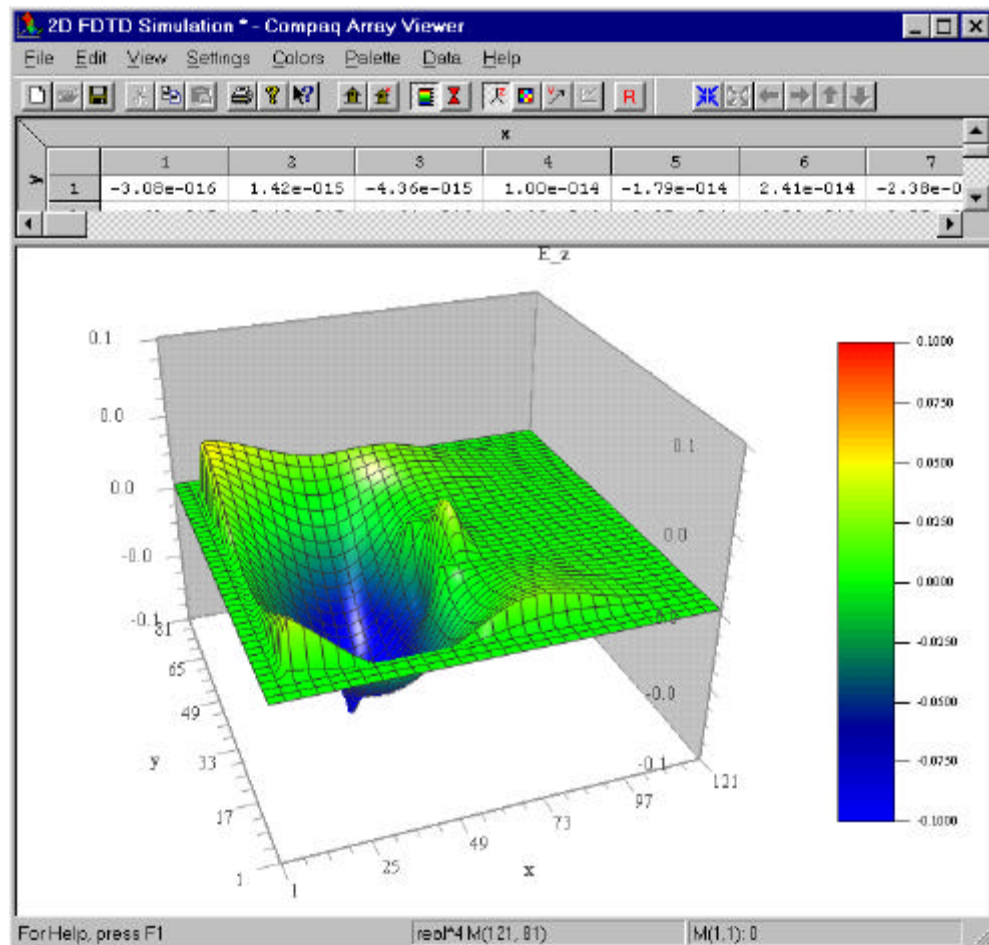 2D FDTD Simulation * - Compaq Array Viewer
File Edit View Settings Colors Palette Data Help
R
x
1 2 3 4 5 6 7
y
1 -3.08e-016 1.42e-015 -4.36e-015 1.00e-014 -1.79e-014 2.41e-014 -2.38e-0
E_z
0.1
0.0
0.0
-0.0
-0.1
81
65
49
33
17
1
y
1
25
49
73
97
121
x
0.1
0.0
-0.0
-0.1
0.1000
0.0750
0.0500
0.0250
0.0000
-0.0250
-0.0500
-0.0750
-0.1000
For Help, press F1
real*4 M(121, 81)
M(1,1): 0